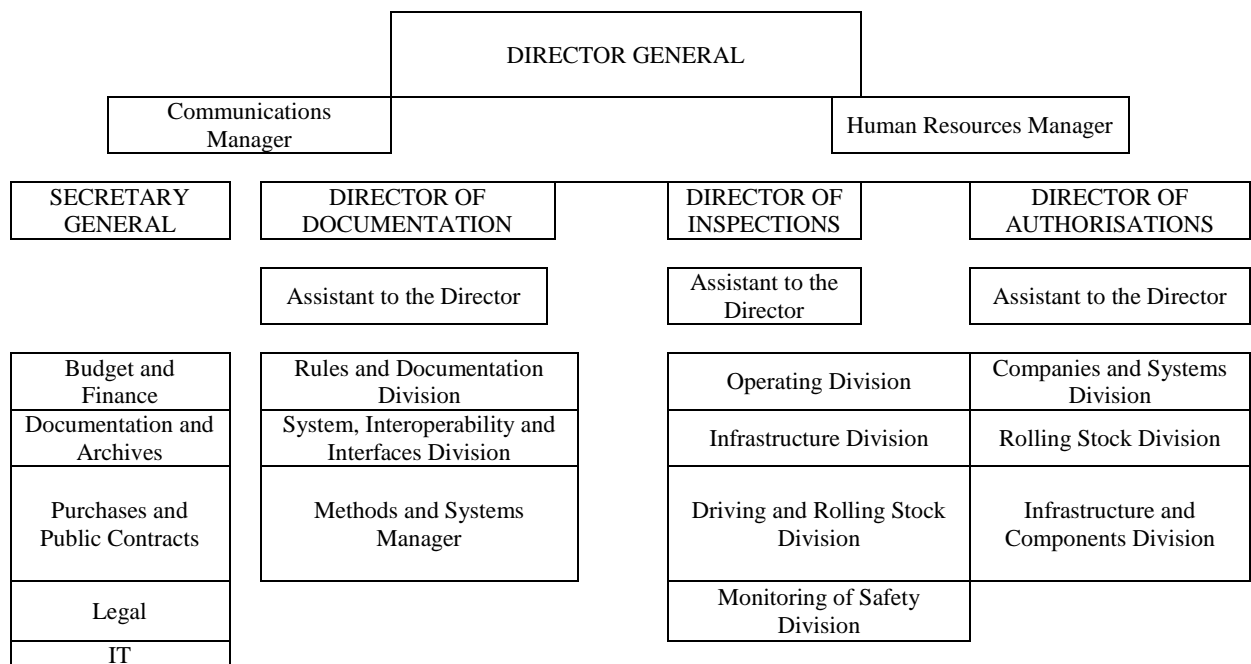 DIRECTOR GENERAL
Communications
Manager
Human Resources Manager
SECRETARY
GENERAL
DIRECTOR OF
DOCUMENTATION
DIRECTOR OF
INSPECTIONS
DIRECTOR OF
AUTHORISATIONS
Assistant to the Director
Assistant to the
Director
Assistant to the Director
Budget and
Finance
Rules and Documentation
Division
Operating Division
Companies and Systems
Division
Documentation and
Archives
System, Interoperability and
Interfaces Division
Infrastructure Division
Rolling Stock Division
Purchases and
Public Contracts
Methods and Systems
Manager
Driving and Rolling Stock
Division
Infrastructure and
Components Division
Legal
Monitoring of Safety
Division
IT